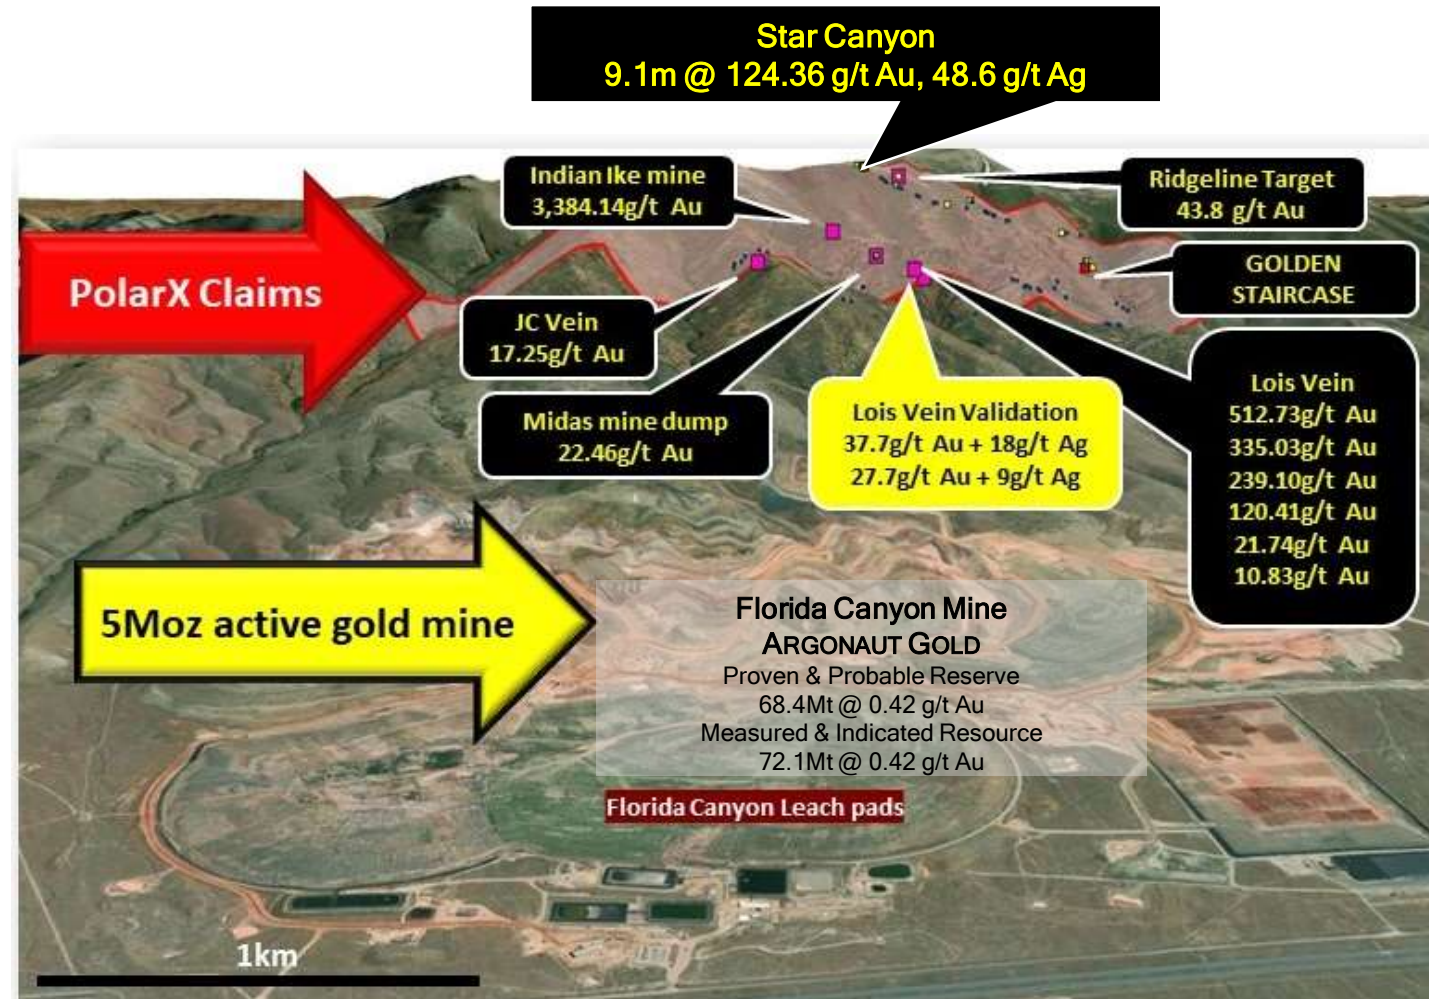 Star Canyon
9.1m @ 124.36 g/t Au, 48.6 g/t Ag
Indian Ike mine
3,384.14g/t Au
Ridgeline Target
43.8 g/t Au
PolarX Claims
GOLDEN
STAIRCASE
JC Vein
17.25g/t Au
Midas mine dump
22.46g/t Au
Lois Vein Validation
37.7g/t Au + 18g/t Ag
27.7g/t Au + 9g/t Ag
Lois Vein
512.73g/t Au
335.03g/t Au
239.10g/t Au
120.41g/t Au
21.74g/t Au
10.83g/t Au
5Moz active gold mine
Florida Canyon Mine
ARGONAUT GOLD
Proven & Probable Reserve
68.4Mt @ 0.42 g/t Au
Measured & Indicated Resource
72.1Mt @ 0.42 g/t Au
Florida Canyon Leach pads
1km